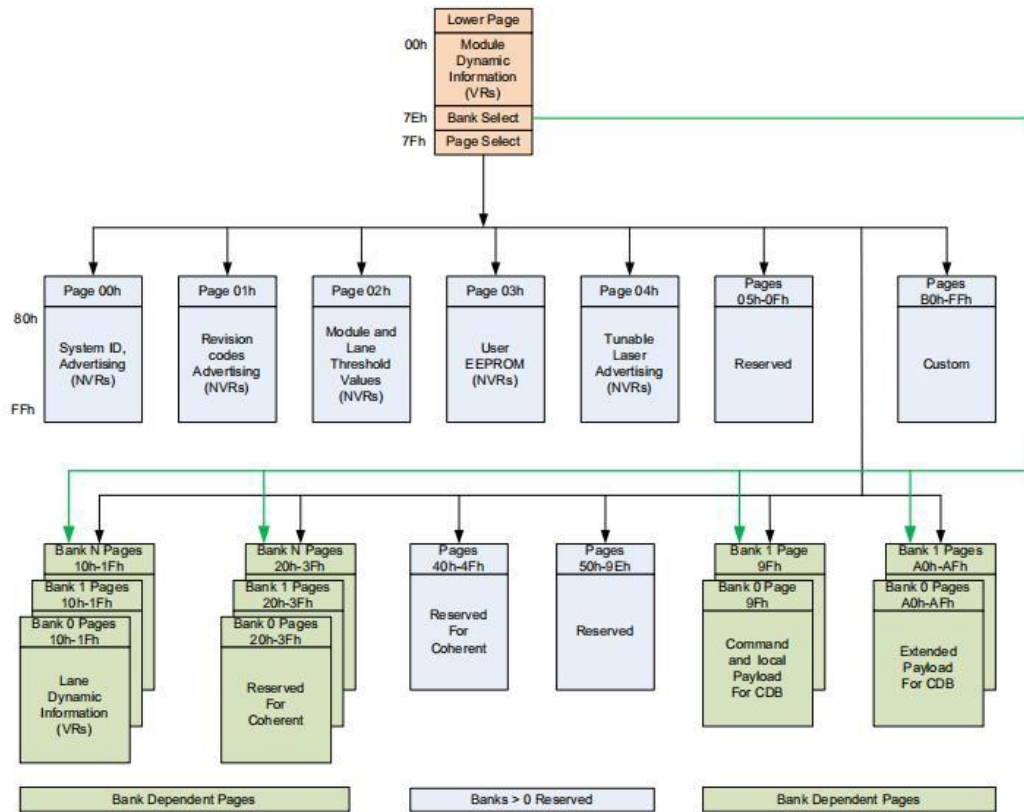 Lower Page
00h
Module
Dynamic
Information
(VRs)
7Eh
Bank Select
7Fh
Page Select
Page 00h
Page 01h
Page 02h
Page 03h
Page 04h
Pages
05h-0Fh
Pages
B0h-FFh
80h
System ID,
Advertising
(NVRs)
Revision
codes
Advertising
(NVRs)
Module and
Lane
Threshold
Values
(NVRs)
User
EEPROM
(NVRs)
Tunable
Laser
Advertising
(NVRs)
Reserved
Custom
FFh
Bank N Pages
10h-1Fh
Bank 1 Pages
10h-1Fh
Bank 0 Pages
10h-1Fh
Lane
Dynamic
Information
(VRs)
Bank N Pages
20h-3Fh
Bank 1 Pages
20h-3Fh
Bank 0 Pages
20h-3Fh
Reserved
For
Coherent
Pages
40h-4Fh
Reserved
For
Coherent
Pages
50h-9Eh
Reserved
Bank 1 Page
9Fh
Bank 0 Page
9Fh
Command
and local
Payload
For CDB
Bank 1 Pages
A0h-AFh
Bank 0 Pages
A0h-AFh
Extended
Payload
For CDB
Bank Dependent Pages
Banks > 0 Reserved
Bank Dependent Pages